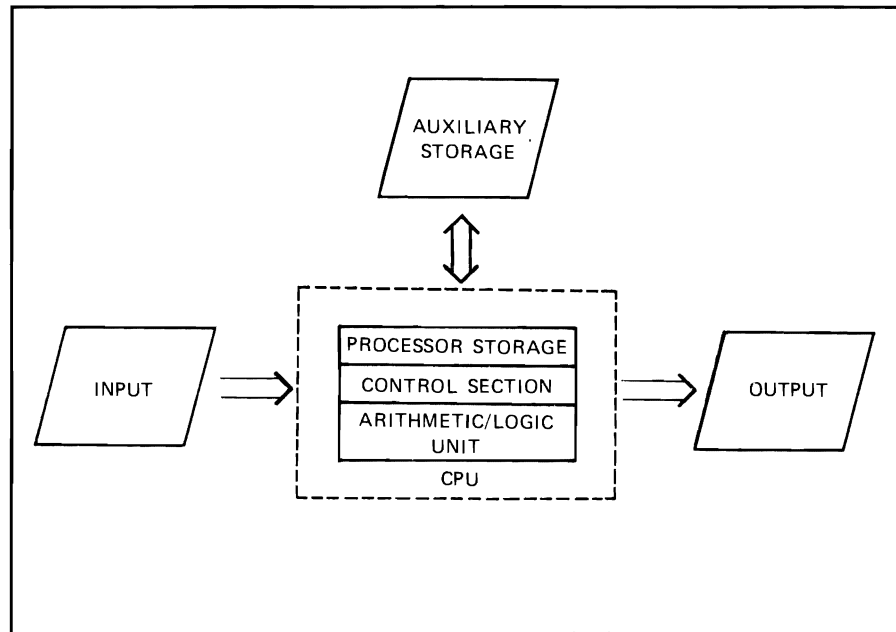 AUXILIARY
STORAGE
INPUT
PROCESSOR STORAGE
CONTROL SECTION
ARITHMETIC/LOGIC
UNIT
CPU
OUTPUT